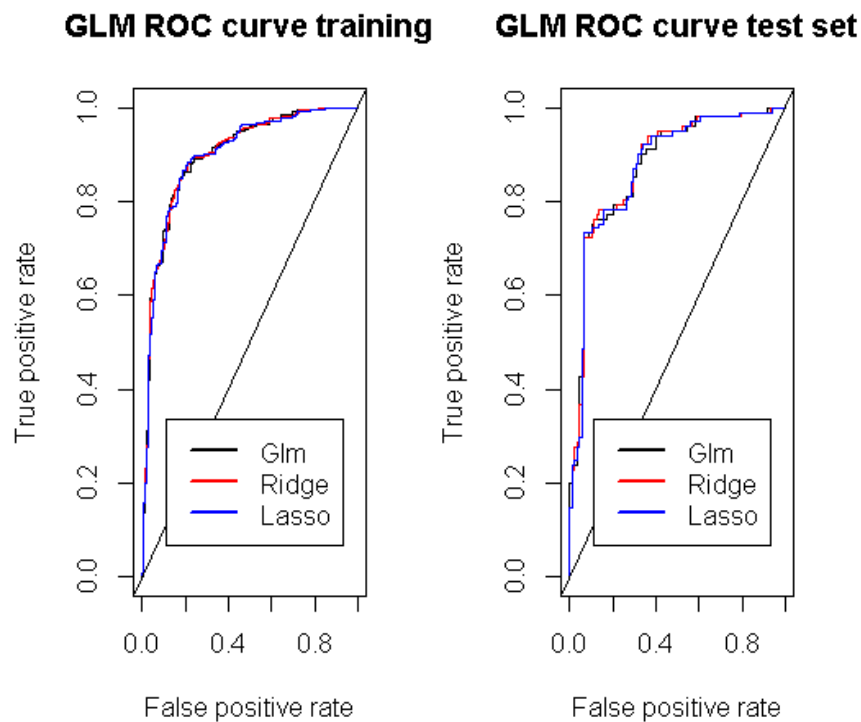 GLM ROC curve training
True positive rate
1.0
0.8
0.6
0.4
0.2
0.0
Glm
Ridge
Lasso
0.0 0.4 0.8
False positive rate
GLM ROC curve test set
True positive rate
1.0
0.8
0.6
0.4
0.2
0.0
Glm
Ridge
Lasso
0.0 0.4 0.8
False positive rate